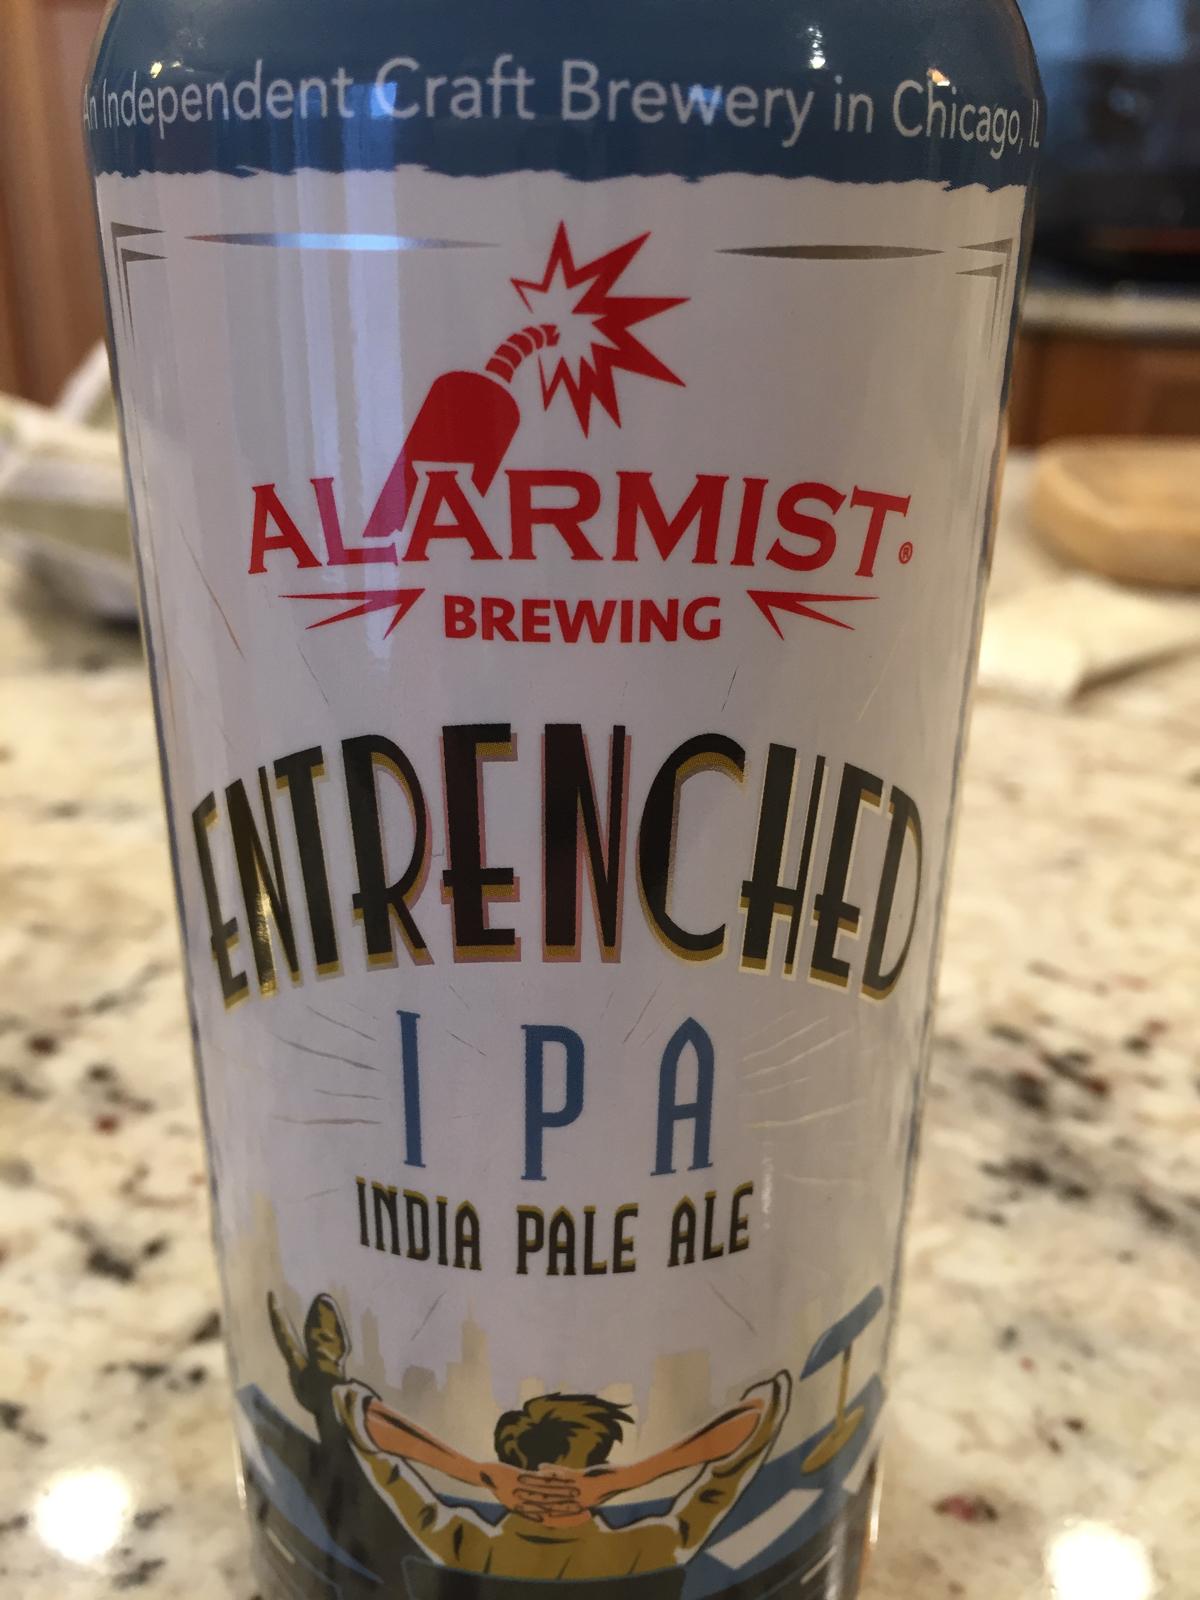 An Independent Craft Brewery in Chicago, IL
ALARMIST®
BREWING
ENTRENCHED
IPA
INDIA PALE ALE